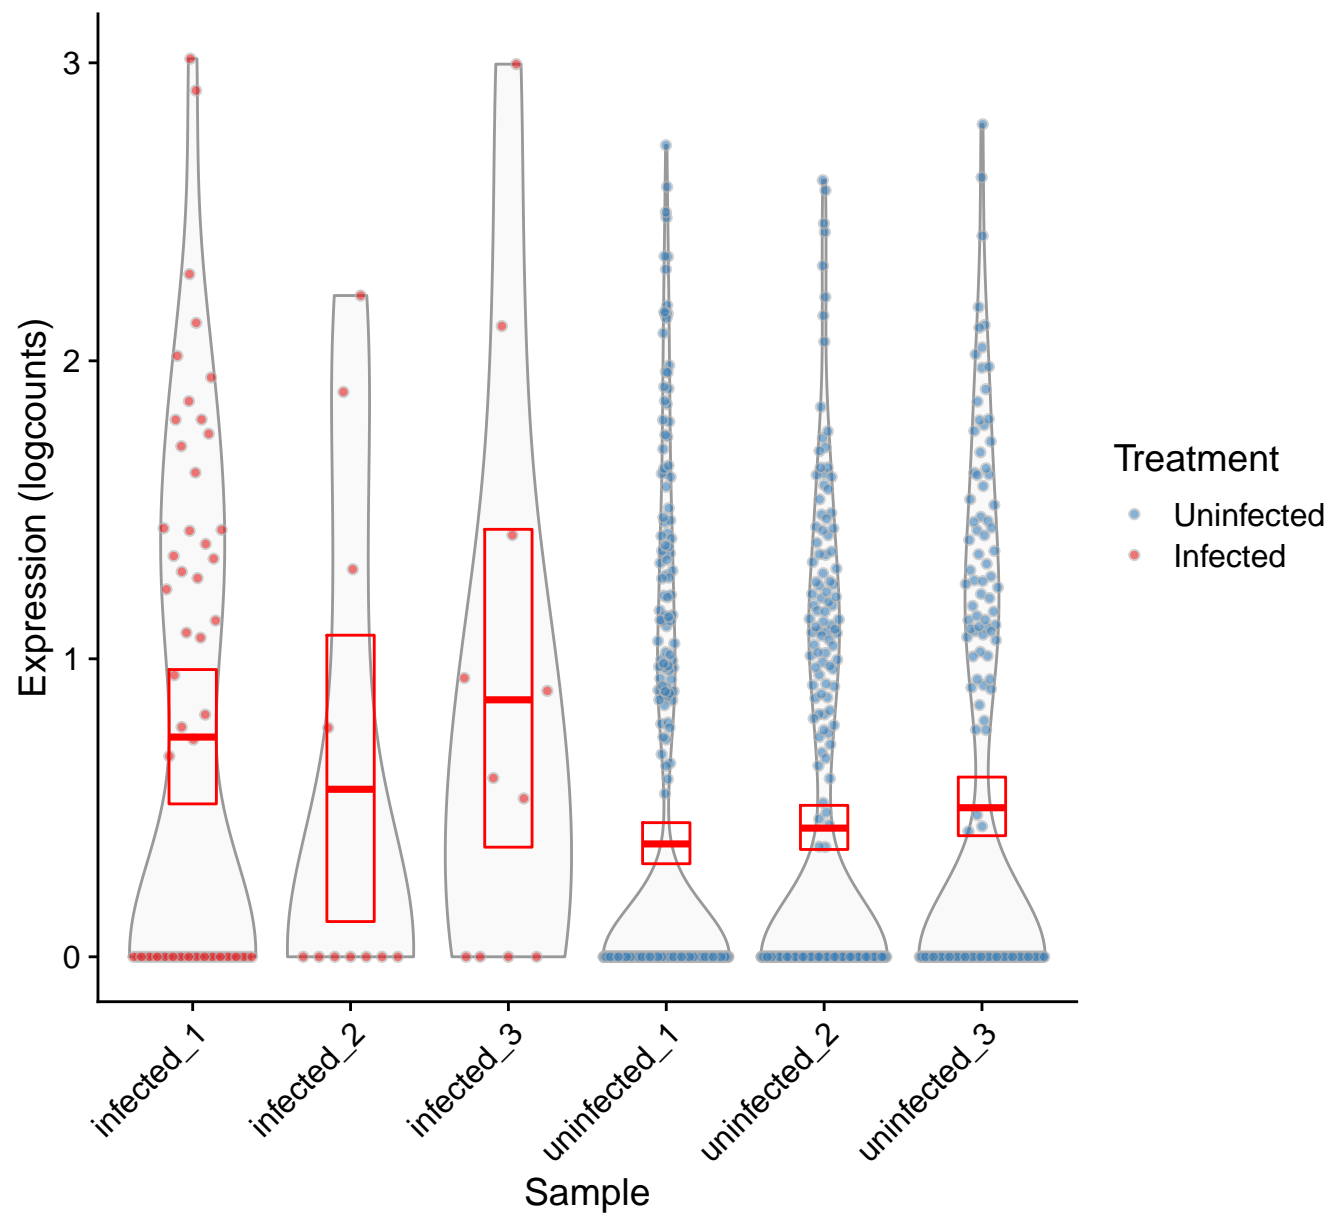 Expression (logcounts)
3
2
1
0
infected_1
infected_2
infected_3
uninfected_1
uninfected_2
uninfected_3
Sample
Treatment
Uninfected
Infected